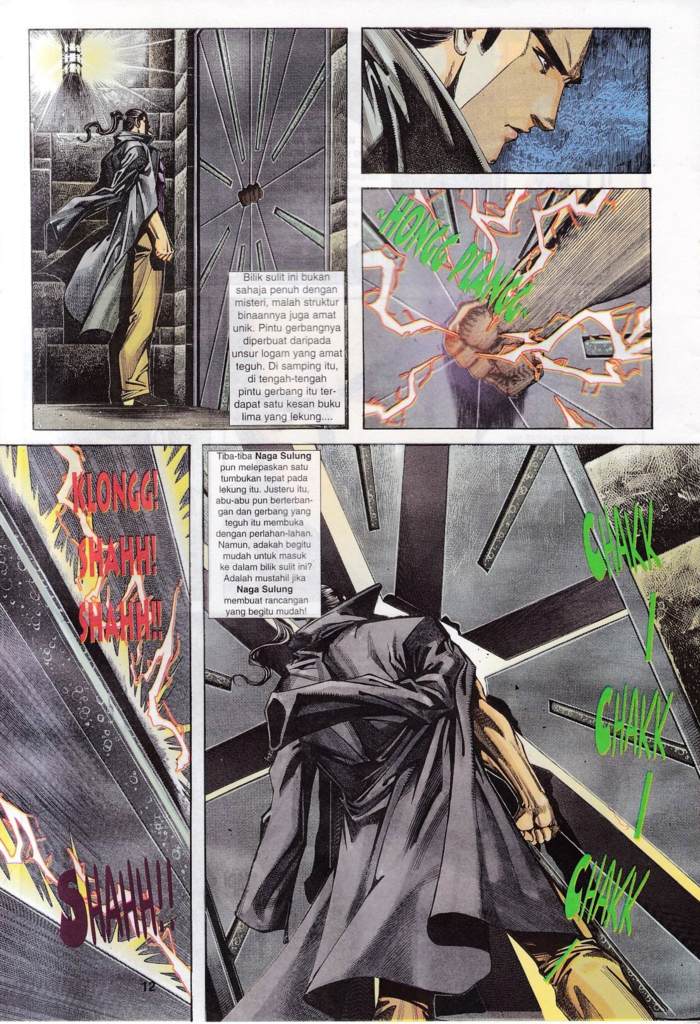 Bilik sulit ini bukan
sahaja penuh dengan
misteri, malah struktur
binaannya juga amat
unik. Pintu gerbangnya
diperbuat daripada
unsur logam yang amat
teguh. Di samping itu,
di tengah-tengah
pintu gerbang itu ter-
dapat satu kesan buku
lima yang lekung....
HONGG PLANGG
KLONGG!
SHAHH!
SHAHH!!
SHAHH!!
Tiba-tiba Naga Sulung
pun melepaskan satu
tumbukan tepat pada
lekung itu. Justeru itu,
abu-abu pun berterban-
gan dan gerbang yang
teguh itu membuka
dengan perlahan-lahan.
Namun, adakah begitu
mudah untuk masuk
ke dalam bilik sulit ini?
Adalah mustahil jika
Naga Sulung
membuat rancangan
yang begitu mudah!
CHAKK
!
CHAKK
!
CHAKK
!
12